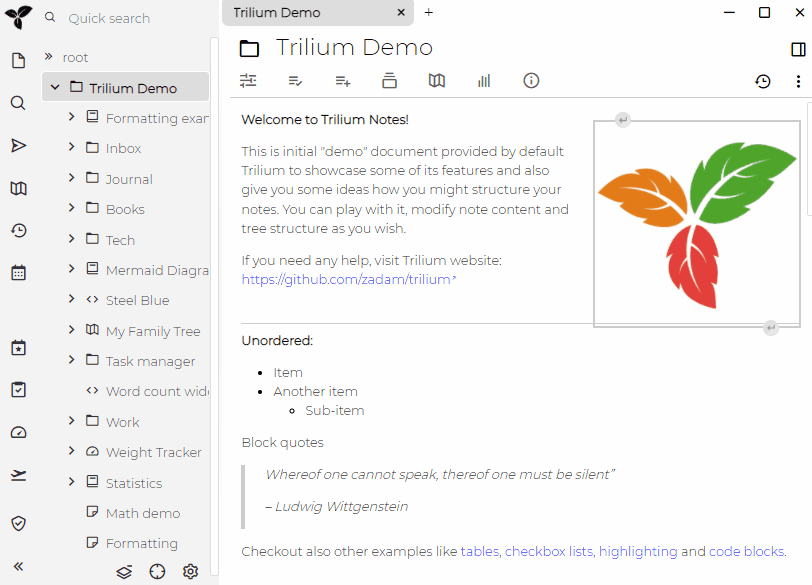 Trilium Demo
Quick search
root
Trilium Demo
Formatting exar
Inbox
Journal
Books
Tech
Mermaid Diagra
Steel Blue
My Family Tree
Task manager
Word count wid
Work
Weight Tracker
Statistics
Math demo
Formatting
Trilium Demo
Welcome to Trilium Notes!
This is initial "demo" document provided by default
Trilium to showcase some of its features and also
give you some ideas how you might structure your
notes. You can play with it, modify note content and
tree structure as you wish.
If you need any help, visit Trilium website:
https://github.com/zadam/trilium
Unordered:
Item
Another item
Sub-item
Block quotes
Whereof one cannot speak, thereof one must be silent”
– Ludwig Wittgenstein
Checkout also other examples like tables, checkbox lists, highlighting and code blocks.